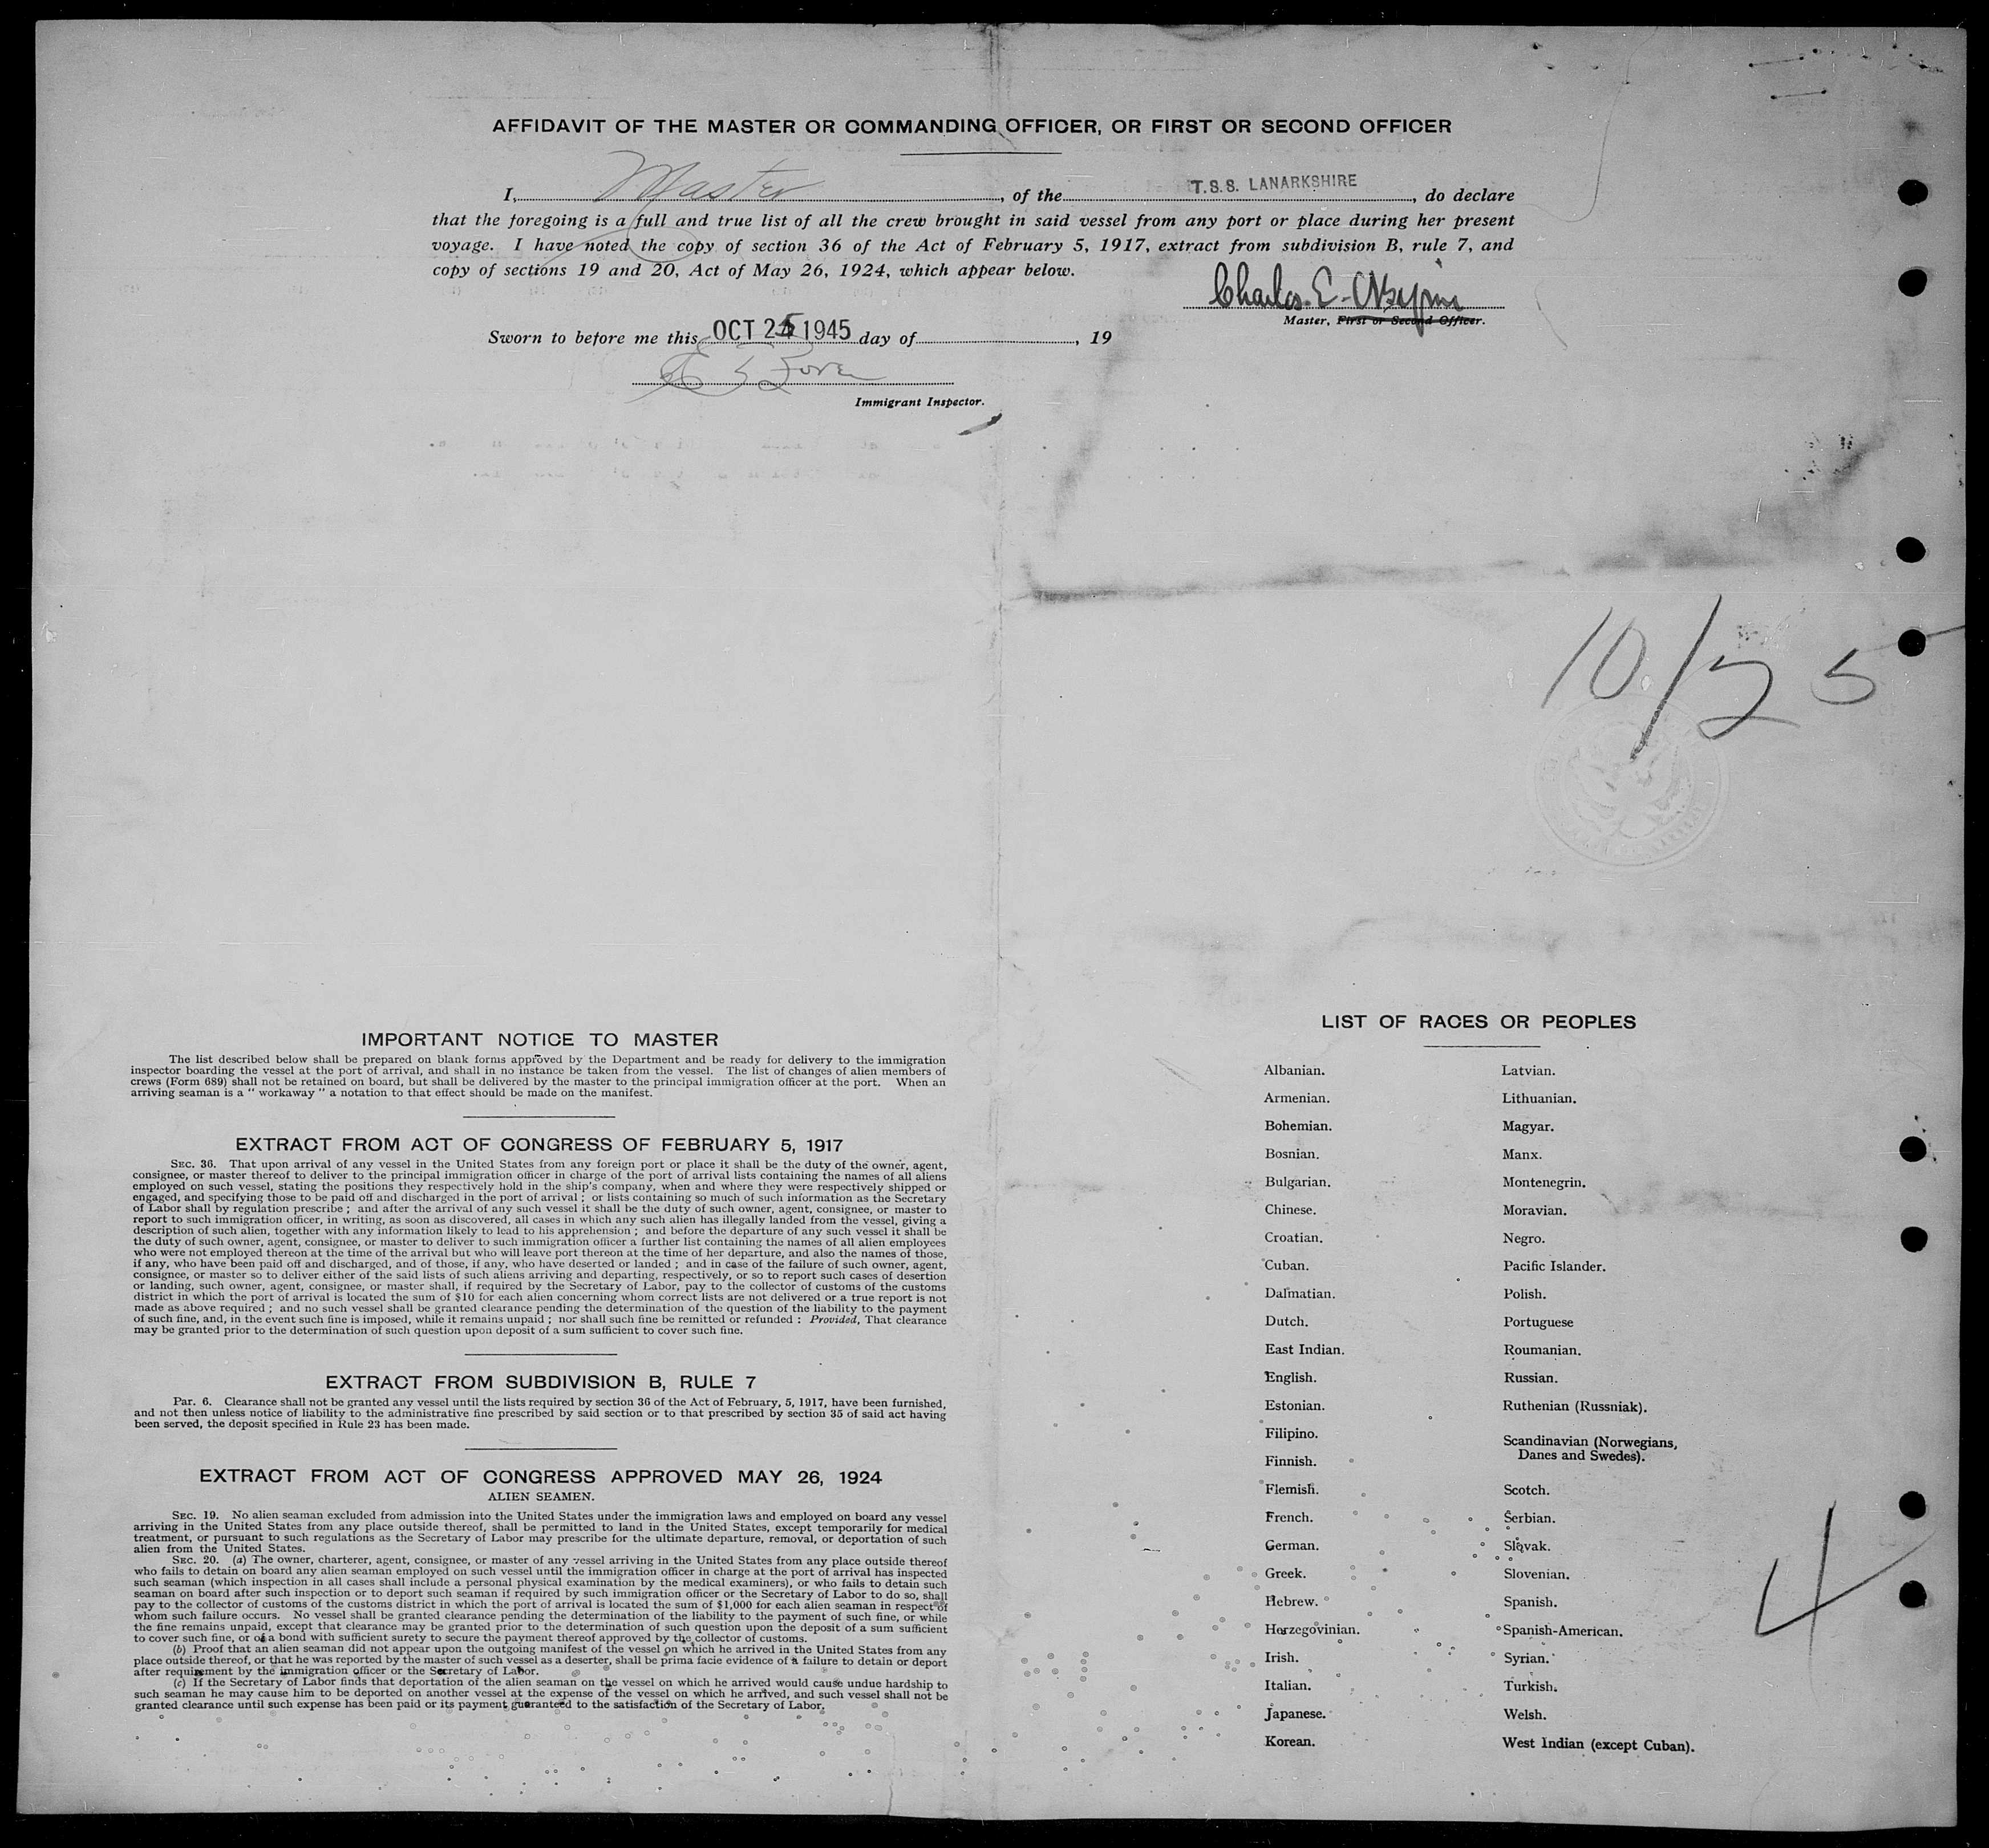 AFFIDAVIT OF THE MASTER OR COMMANDING OFFICER, OR FIRST OR SECOND OFFICER
I, Master, of the T.S.S. LANARKSHIRE, do declare
that the foregoing is a full and true list of all the crew brought in said vessel from any port or place during her present
voyage. I have noted the copy of section 36 of the Act of February 5, 1917, extract from subdivision B, rule 7, and
copy of sections 19 and 20, Act of May 26, 1924, which appear below.
Charles E.
Master, First or Second Officer.
Sworn to before me this OCT 25 1945 day of , 19
Immigrant Inspector.
10/25
IMPORTANT NOTICE TO MASTER
The list described below shall be prepared on blank forms approved by the Department and be ready for delivery to the immigration
inspector boarding the vessel at the port of arrival, and shall in no instance be taken from the vessel. The list of changes of alien members of
crews (Form 689) shall not be retained on board, but shall be delivered by the master to the principal immigration officer at the port. When an
arriving seaman is a "workaway" a notation to that effect should be made on the manifest.
EXTRACT FROM ACT OF CONGRESS OF FEBRUARY 5, 1917
SEC. 36. That upon arrival of any vessel in the United States from any foreign port or place it shall be the duty of the owner, agent,
consignee, or master thereof to deliver to the principal immigration officer in charge of the port of arrival lists containing the names of all aliens
employed on such vessel, stating the positions they respectively hold in the ship's company, when and where they were respectively shipped or
engaged, and specifying those to be paid off and discharged in the port of arrival; or lists containing so much of such information as the Secretary
of Labor shall by regulation prescribe; and after the arrival of any such vessel it shall be the duty of such owner, agent, consignee, or master to
report to such immigration officer, in writing, as soon as discovered, all cases in which any such alien has illegally landed from the vessel, giving a
description of such alien, together with any information likely to lead to his apprehension; and before the departure of any such vessel it shall be
the duty of such owner, agent, consignee, or master to deliver to such immigration officer a further list containing the names of all alien employees
who were not employed thereon at the time of the arrival but who will leave port thereon at the time of her departure, and also the names of those,
if any, who have been paid off and discharged, and of those, if any, who have deserted or landed; and in case of the failure of such owner, agent,
consignee, or master so to deliver either of the said lists of such aliens arriving and departing, respectively, or so to report such cases of desertion
or landing, such owner, agent, consignee, or master shall, if required by the Secretary of Labor, pay to the collector of customs of the customs
district in which the port of arrival is located the sum of $10 for each alien concerning whom correct lists are not delivered or a true report is not
made as above required; and no such vessel shall be granted clearance pending the determination of the question of the liability to the payment
of such fine, and, in the event such fine is imposed, while it remains unpaid; nor shall such fine be remitted or refunded: Provided, That clearance
may be granted prior to the determination of such question upon deposit of a sum sufficient to cover such fine.
EXTRACT FROM SUBDIVISION B, RULE 7
PAR. 6. Clearance shall not be granted any vessel until the lists required by section 36 of the Act of February, 5, 1917, have been furnished,
and not then unless notice of liability to the administrative fine prescribed by said section or to that prescribed by section 35 of said act having
been served, the deposit specified in Rule 23 has been made.
EXTRACT FROM ACT OF CONGRESS APPROVED MAY 26, 1924
ALIEN SEAMEN.
SEC. 19. No alien seaman excluded from admission into the United States under the immigration laws and employed on board any vessel
arriving in the United States from any place outside thereof, shall be permitted to land in the United States, except temporarily for medical
treatment, or pursuant to such regulations as the Secretary of Labor may prescribe for the ultimate departure, removal, or deportation of such
alien from the United States.
SEC. 20. (a) The owner, charterer, agent, consignee, or master of any vessel arriving in the United States from any place outside thereof
who fails to detain on board any alien seaman employed on such vessel until the immigration officer in charge at the port of arrival has inspected
such seaman (which inspection in all cases shall include a personal physical examination by the medical examiners), or who fails to detain such
seaman on board after such inspection or to deport such seaman if required by such immigration officer or the Secretary of Labor to do so, shall
pay to the collector of customs of the customs district in which the port of arrival is located the sum of $1,000 for each alien seaman in respect of
whom such failure occurs. No vessel shall be granted clearance pending the determination of the liability to the payment of such fine, or while
the fine remains unpaid, except that clearance may be granted prior to the determination of such question upon the deposit of a sum sufficient
to cover such fine, or of a bond with sufficient surety to secure the payment thereof approved by the collector of customs.
(b) Proof that an alien seaman did not appear upon the outgoing manifest of the vessel on which he arrived in the United States from any
place outside thereof, or that he was reported by the master of such vessel as a deserter, shall be prima facie evidence of a failure to detain or deport
after requirement by the immigration officer or the Secretary of Labor.
(c) If the Secretary of Labor finds that deportation of the alien seaman on the vessel on which he arrived would cause undue hardship to
such seaman he may cause him to be deported on another vessel at the expense of the vessel on which he arrived, and such vessel shall not be
granted clearance until such expense has been paid or its payment guaranteed to the satisfaction of the Secretary of Labor.
LIST OF RACES OR PEOPLES
Albanian.
Armenian.
Bohemian.
Bosnian.
Bulgarian.
Chinese.
Croatian.
Cuban.
Dalmatian.
Dutch.
East Indian.
English.
Estonian.
Filipino.
Finnish.
Flemish.
French.
German.
Greek.
Hebrew.
Herzegovinian.
Irish.
Italian.
Japanese.
Korean.
Latvian.
Lithuanian.
Magyar.
Manx.
Montenegrin.
Moravian.
Negro.
Pacific Islander.
Polish.
Portuguese
Roumanian.
Russian.
Ruthenian (Russniak).
Scandinavian (Norwegians,
Danes and Swedes).
Scotch.
Serbian.
Slovak.
Slovenian.
Spanish.
Spanish-American.
Syrian.
Turkish.
Welsh.
West Indian (except Cuban).
4